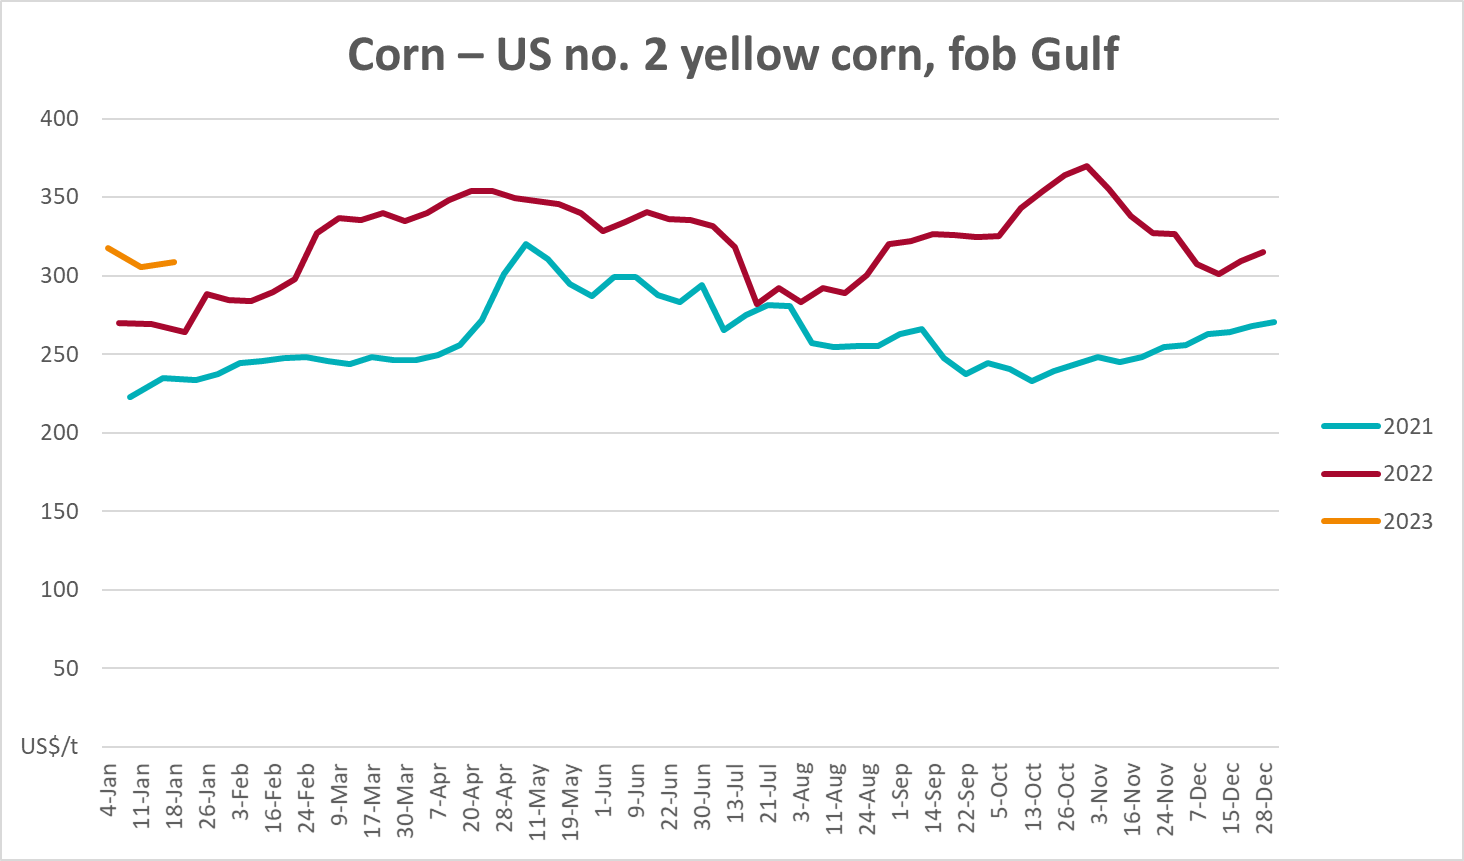 Corn – US no. 2 yellow corn, fob Gulf
400
350
300
250
200
150
100
50
US$/t
4-Jan
11-Jan
18-Jan
26-Jan
3-Feb
16-Feb
24-Feb
9-Mar
17-Mar
30-Mar
7-Apr
20-Apr
28-Apr
11-May
19-May
1-Jun
9-Jun
22-Jun
30-Jun
13-Jul
21-Jul
3-Aug
11-Aug
24-Aug
1-Sep
14-Sep
22-Sep
5-Oct
13-Oct
26-Oct
3-Nov
16-Nov
24-Nov
7-Dec
15-Dec
28-Dec
2021
2022
2023